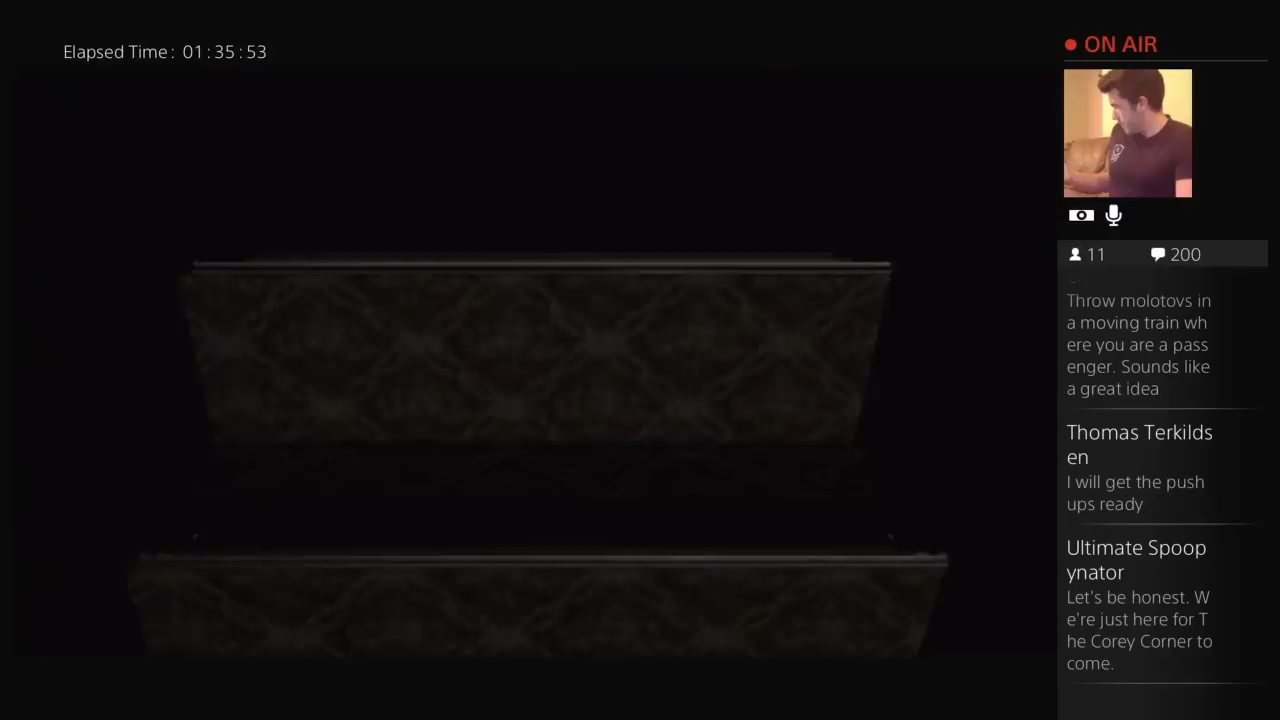 Elapsed Time: 01:35:53
ON AIR
11 200
Throw molotovs in
a moving train wh
ere you are a pass
enger. Sounds like
a great idea
Thomas Terkilds
en
I will get the push
ups ready
Ultimate Spoop
ynator
Let's be honest. W
e're just here for T
he Corey Corner to
come.